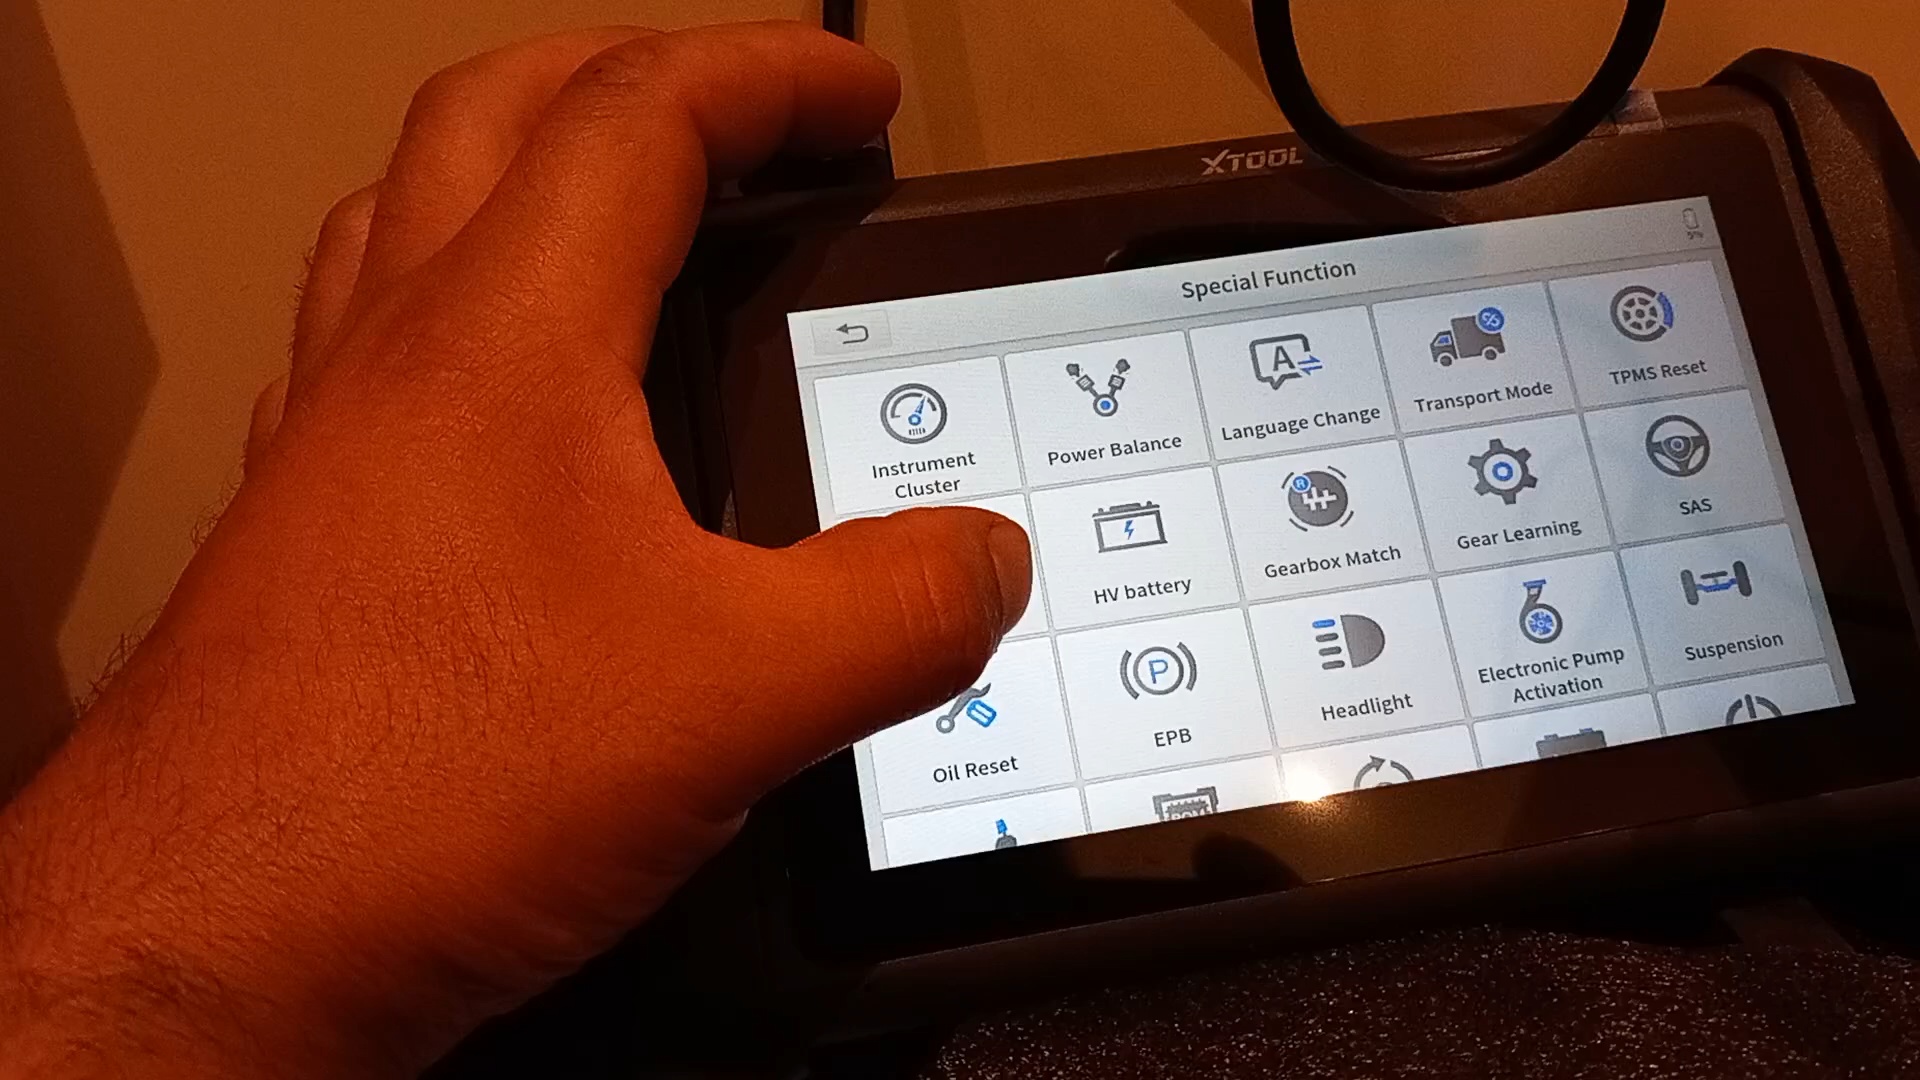 XTOOL
Special Function
Instrument
Cluster
Power Balance
Language Change
Transport Mode
TPMS Reset
HV battery
Gearbox Match
Gear Learning
SAS
Oil Reset
P
EPB
Headlight
Electronic Pump
Activation
Suspension